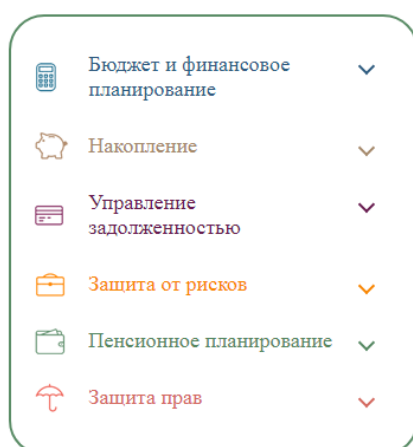 Бюджет и финансовое
планирование
Накопление
Управление
задолженностью
Защита от рисков
Пенсионное планирование
Защита прав